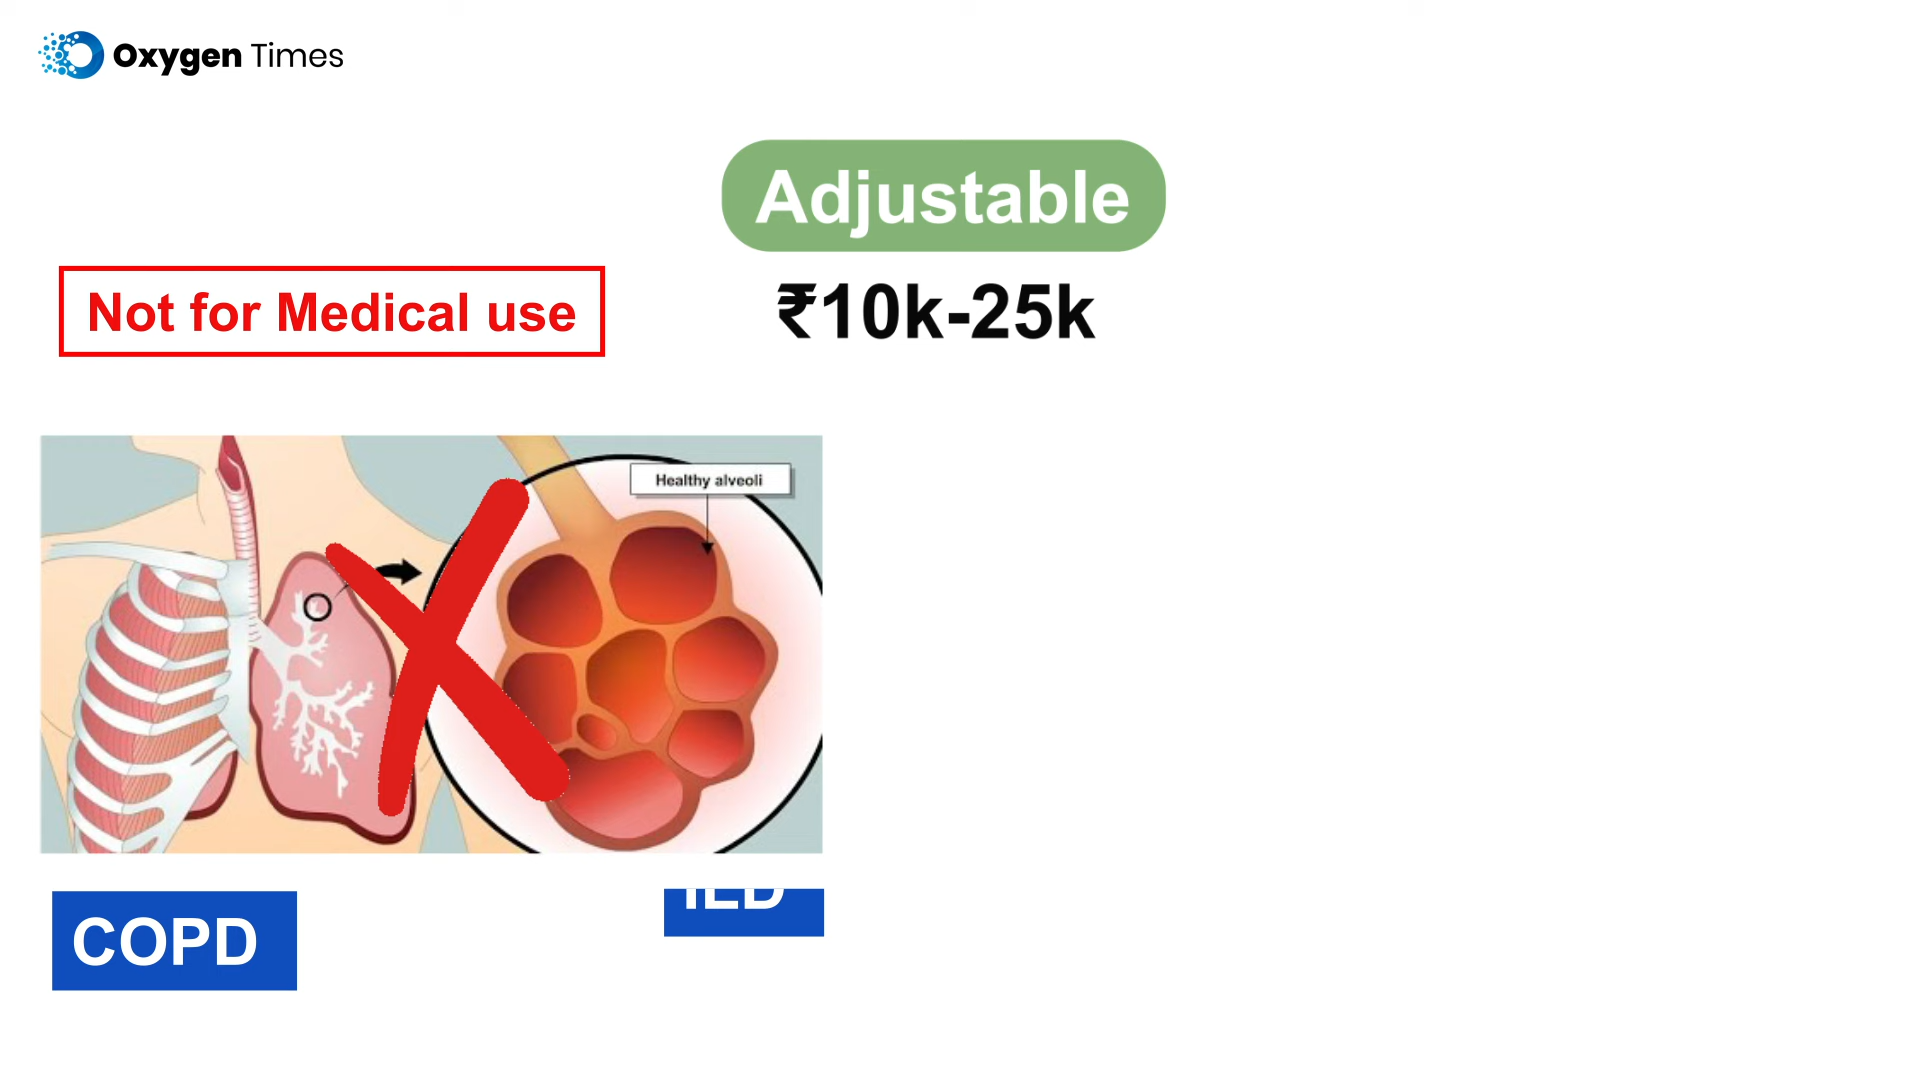 Oxygen Times
Adjustable
Not for Medical use
₹10k-25k
Healthy alveoli
COPD